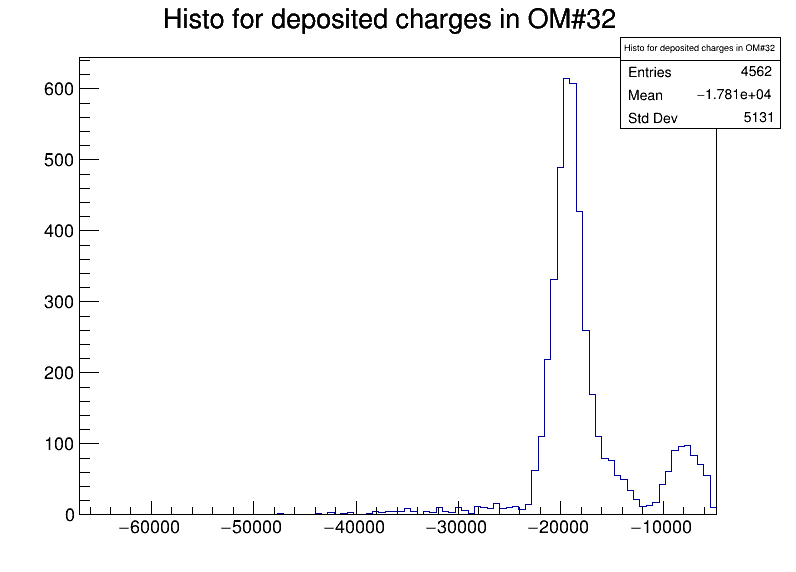 Histo for deposited charges in OM#32
Histo for deposited charges in OM#32
Entries 4562
Mean −1.781e+04
Std Dev 5131
600
500
400
300
200
100
0
−60000 −50000 −40000 −30000 −20000 −10000